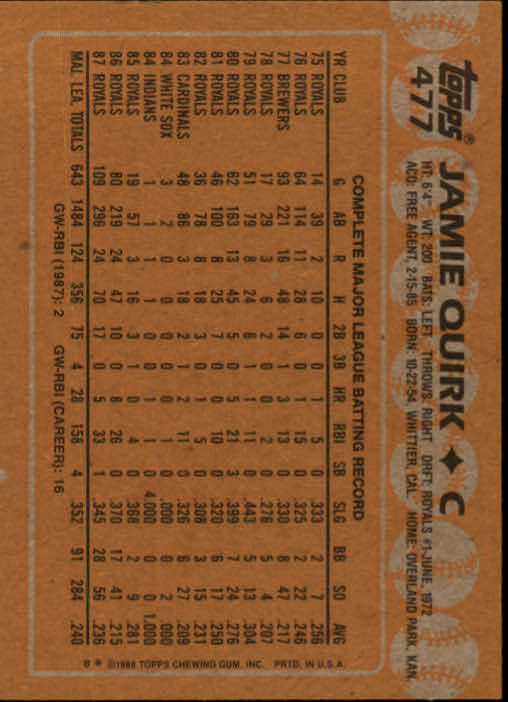 topps® JAMIE QUIRK ♦ C
477 HT: 6'4" WT: 200 BATS: LEFT THROWS: RIGHT DRFT: ROYALS #1-JUNE, 1972
ACQ: FREE AGENT, 2-15-85 BORN: 10-22-54, WHITTIER, CAL. HOME: OVERLAND PARK, KAN.
COMPLETE MAJOR LEAGUE BATTING RECORD
YR CLUB G AB R H 2B 3B HR RBI SB SLG BB SO AVG
75 ROYALS 14 39 2 10 0 0 1 5 0 .333 2 7 .256
76 ROYALS 64 114 11 28 6 0 1 15 0 .325 2 22 .246
77 BREWERS 93 221 16 48 14 1 3 13 0 .330 8 47 .217
78 ROYALS 17 29 3 6 2 0 0 2 0 .276 5 4 .207
79 ROYALS 51 79 8 24 6 1 1 11 0 .443 5 13 .304
80 ROYALS 62 163 13 45 5 0 5 21 3 .399 7 24 .276
81 ROYALS 46 100 8 25 7 0 0 10 0 .320 6 17 .250
82 ROYALS 36 78 8 18 3 0 1 5 0 .308 3 15 .231
83 CARDINALS 48 86 3 18 2 1 2 11 0 .326 6 27 .209
84 WHITE SOX 3 2 0 0 0 0 0 1 0 .000 0 2 .000
84 INDIANS 1 1 1 1 0 0 1 1 0 4.000 0 0 1.000
85 ROYALS 19 57 3 16 3 1 0 4 0 .368 2 9 .281
86 ROYALS 80 219 24 47 10 0 8 26 0 .370 17 41 .215
87 ROYALS 109 296 24 70 17 0 5 33 1 .345 28 56 .236
MAJ. LEA. TOTALS 643 1484 124 356 75 4 28 158 4 .352 91 284 .240
GW-RBI (1987): 2 GW-RBI (CAREER): 16
B * ©1988 TOPPS CHEWING GUM, INC. PRTD. IN U.S.A.